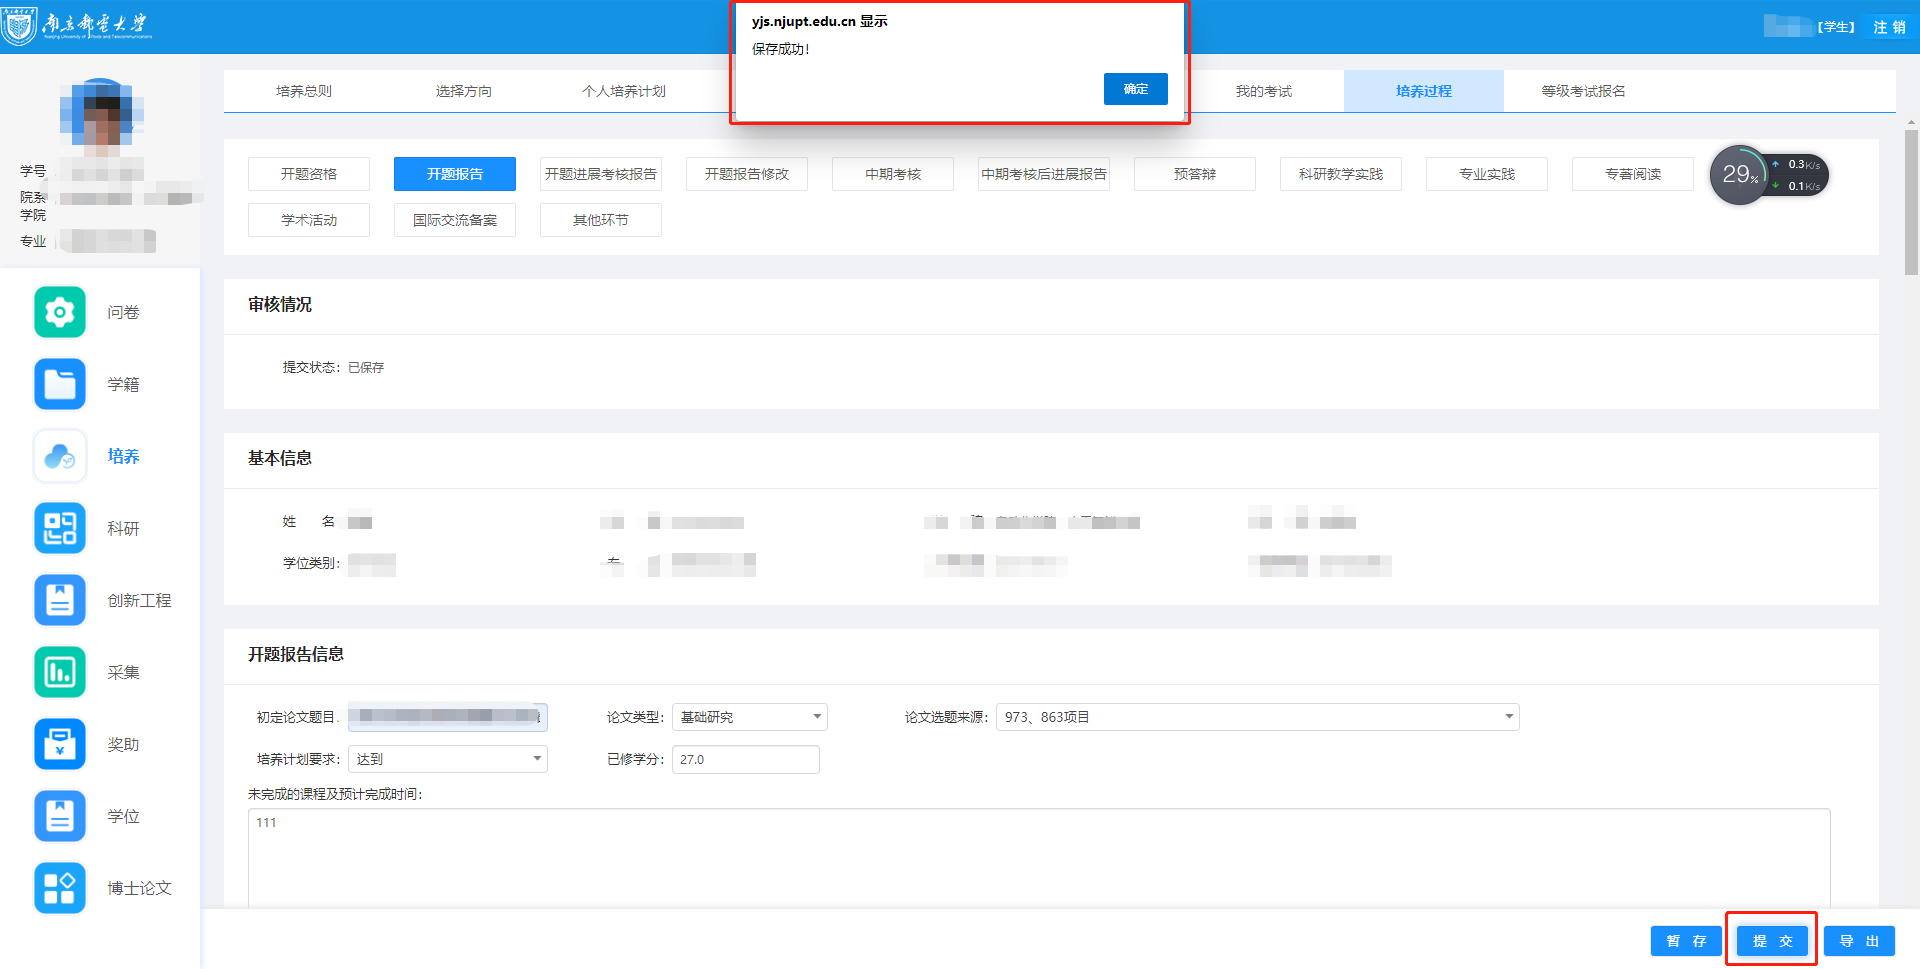 南京邮电大学
Nanjing University of Posts and Telecommunications
yjs.njupt.edu.cn 显示
保存成功!
确定
【学生】
注 销
培养总则
选择方向
个人培养计划
我的考试
培养过程
等级考试报名
学号
院系
学院
专业
开题资格
开题报告
开题进展考核报告
开题报告修改
中期考核
中期考核后进展报告
预答辩
科研教学实践
专业实践
专著阅读
学术活动
国际交流备案
其他环节
29%
0.3K/s
0.1K/s
问卷
学籍
培养
科研
创新工程
采集
奖助
学位
博士论文
审核情况
提交状态: 已保存
基本信息
姓 名
学位类别:
专
开题报告信息
初定论文题目
论文类型: 基础研究
论文选题来源: 973、863项目
培养计划要求: 达到
已修学分: 27.0
未完成的课程及预计完成时间:
111
暂 存
提 交
导 出